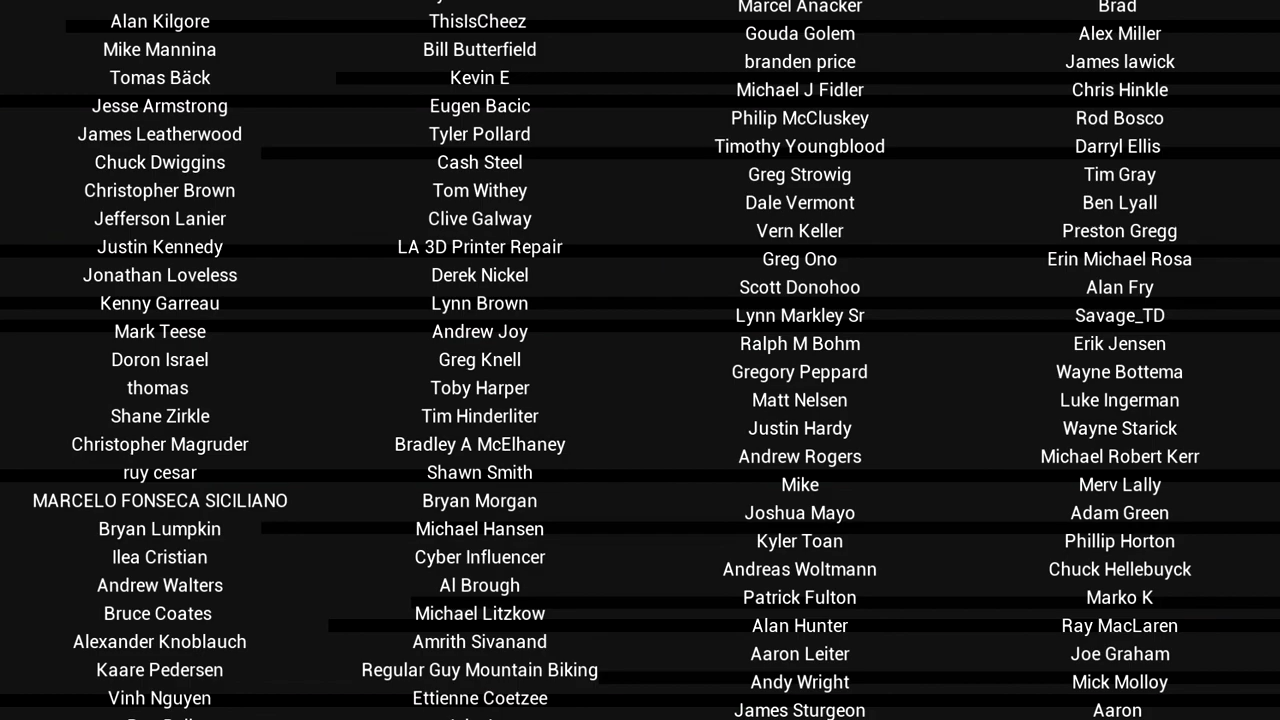 Alan Kilgore
Mike Mannina
Tomas Bäck
Jesse Armstrong
James Leatherwood
Chuck Dwiggins
Christopher Brown
Jefferson Lanier
Justin Kennedy
Jonathan Loveless
Kenny Garreau
Mark Teese
Doron Israel
thomas
Shane Zirkle
Christopher Magruder
ruy cesar
MARCELO FONSECA SICILIANO
Bryan Lumpkin
Ilea Cristian
Andrew Walters
Bruce Coates
Alexander Knoblauch
Kaare Pedersen
Vinh Nguyen
ThisIsCheez
Bill Butterfield
Kevin E
Eugen Bacic
Tyler Pollard
Cash Steel
Tom Withey
Clive Galway
LA 3D Printer Repair
Derek Nickel
Lynn Brown
Andrew Joy
Greg Knell
Toby Harper
Tim Hinderliter
Bradley A McElhaney
Shawn Smith
Bryan Morgan
Michael Hansen
Cyber Influencer
Al Brough
Michael Litzkow
Amrith Sivanand
Regular Guy Mountain Biking
Ettienne Coetzee
Marcel Anacker
Gouda Golem
branden price
Michael J Fidler
Philip McCluskey
Timothy Youngblood
Greg Strowig
Dale Vermont
Vern Keller
Greg Ono
Scott Donohoo
Lynn Markley Sr
Ralph M Bohm
Gregory Peppard
Matt Nelsen
Justin Hardy
Andrew Rogers
Mike
Joshua Mayo
Kyler Toan
Andreas Woltmann
Patrick Fulton
Alan Hunter
Aaron Leiter
Andy Wright
James Sturgeon
Brad
Alex Miller
James Iawick
Chris Hinkle
Rod Bosco
Darryl Ellis
Tim Gray
Ben Lyall
Preston Gregg
Erin Michael Rosa
Alan Fry
Savage_TD
Erik Jensen
Wayne Bottema
Luke Ingerman
Wayne Starick
Michael Robert Kerr
Merv Lally
Adam Green
Phillip Horton
Chuck Hellebuyck
Marko K
Ray MacLaren
Joe Graham
Mick Molloy
Aaron